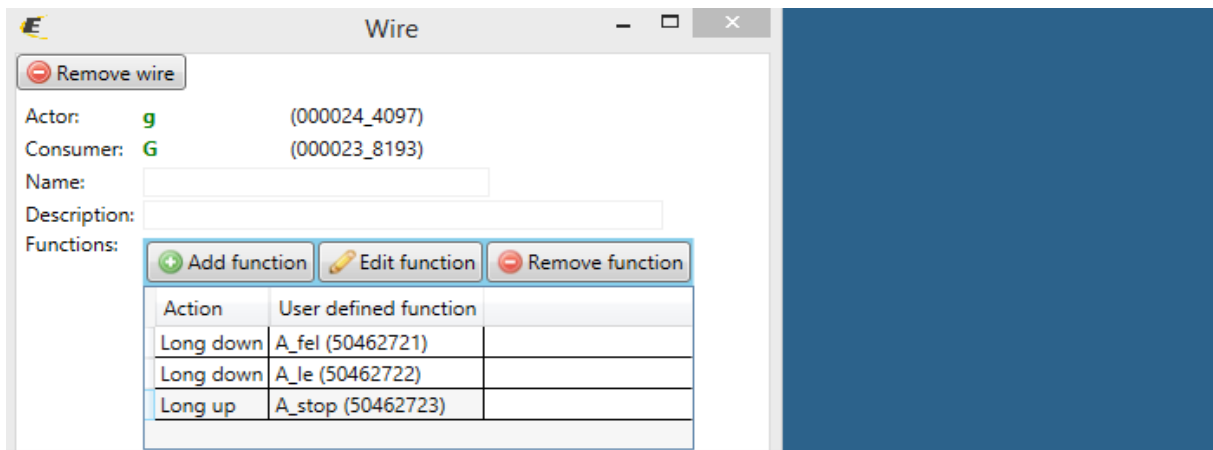 Wire
Remove wire
Actor: g (000024_4097)
Consumer: G (000023_8193)
Name:
Description:
Functions:
Add function Edit function Remove function
Action User defined function
Long down A_fel (50462721)
Long down A_le (50462722)
Long up A_stop (50462723)